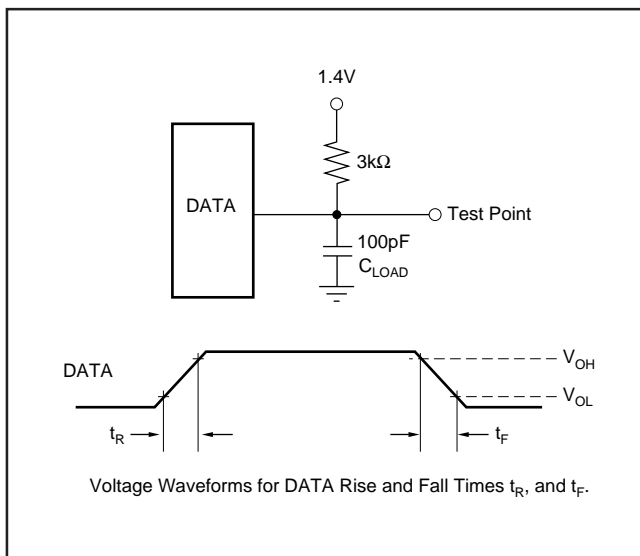 1.4V
3kΩ
DATA
Test Point
100pF
C_LOAD
DATA
V_OH
V_OL
t_R
t_F
Voltage Waveforms for DATA Rise and Fall Times t_R, and t_F.